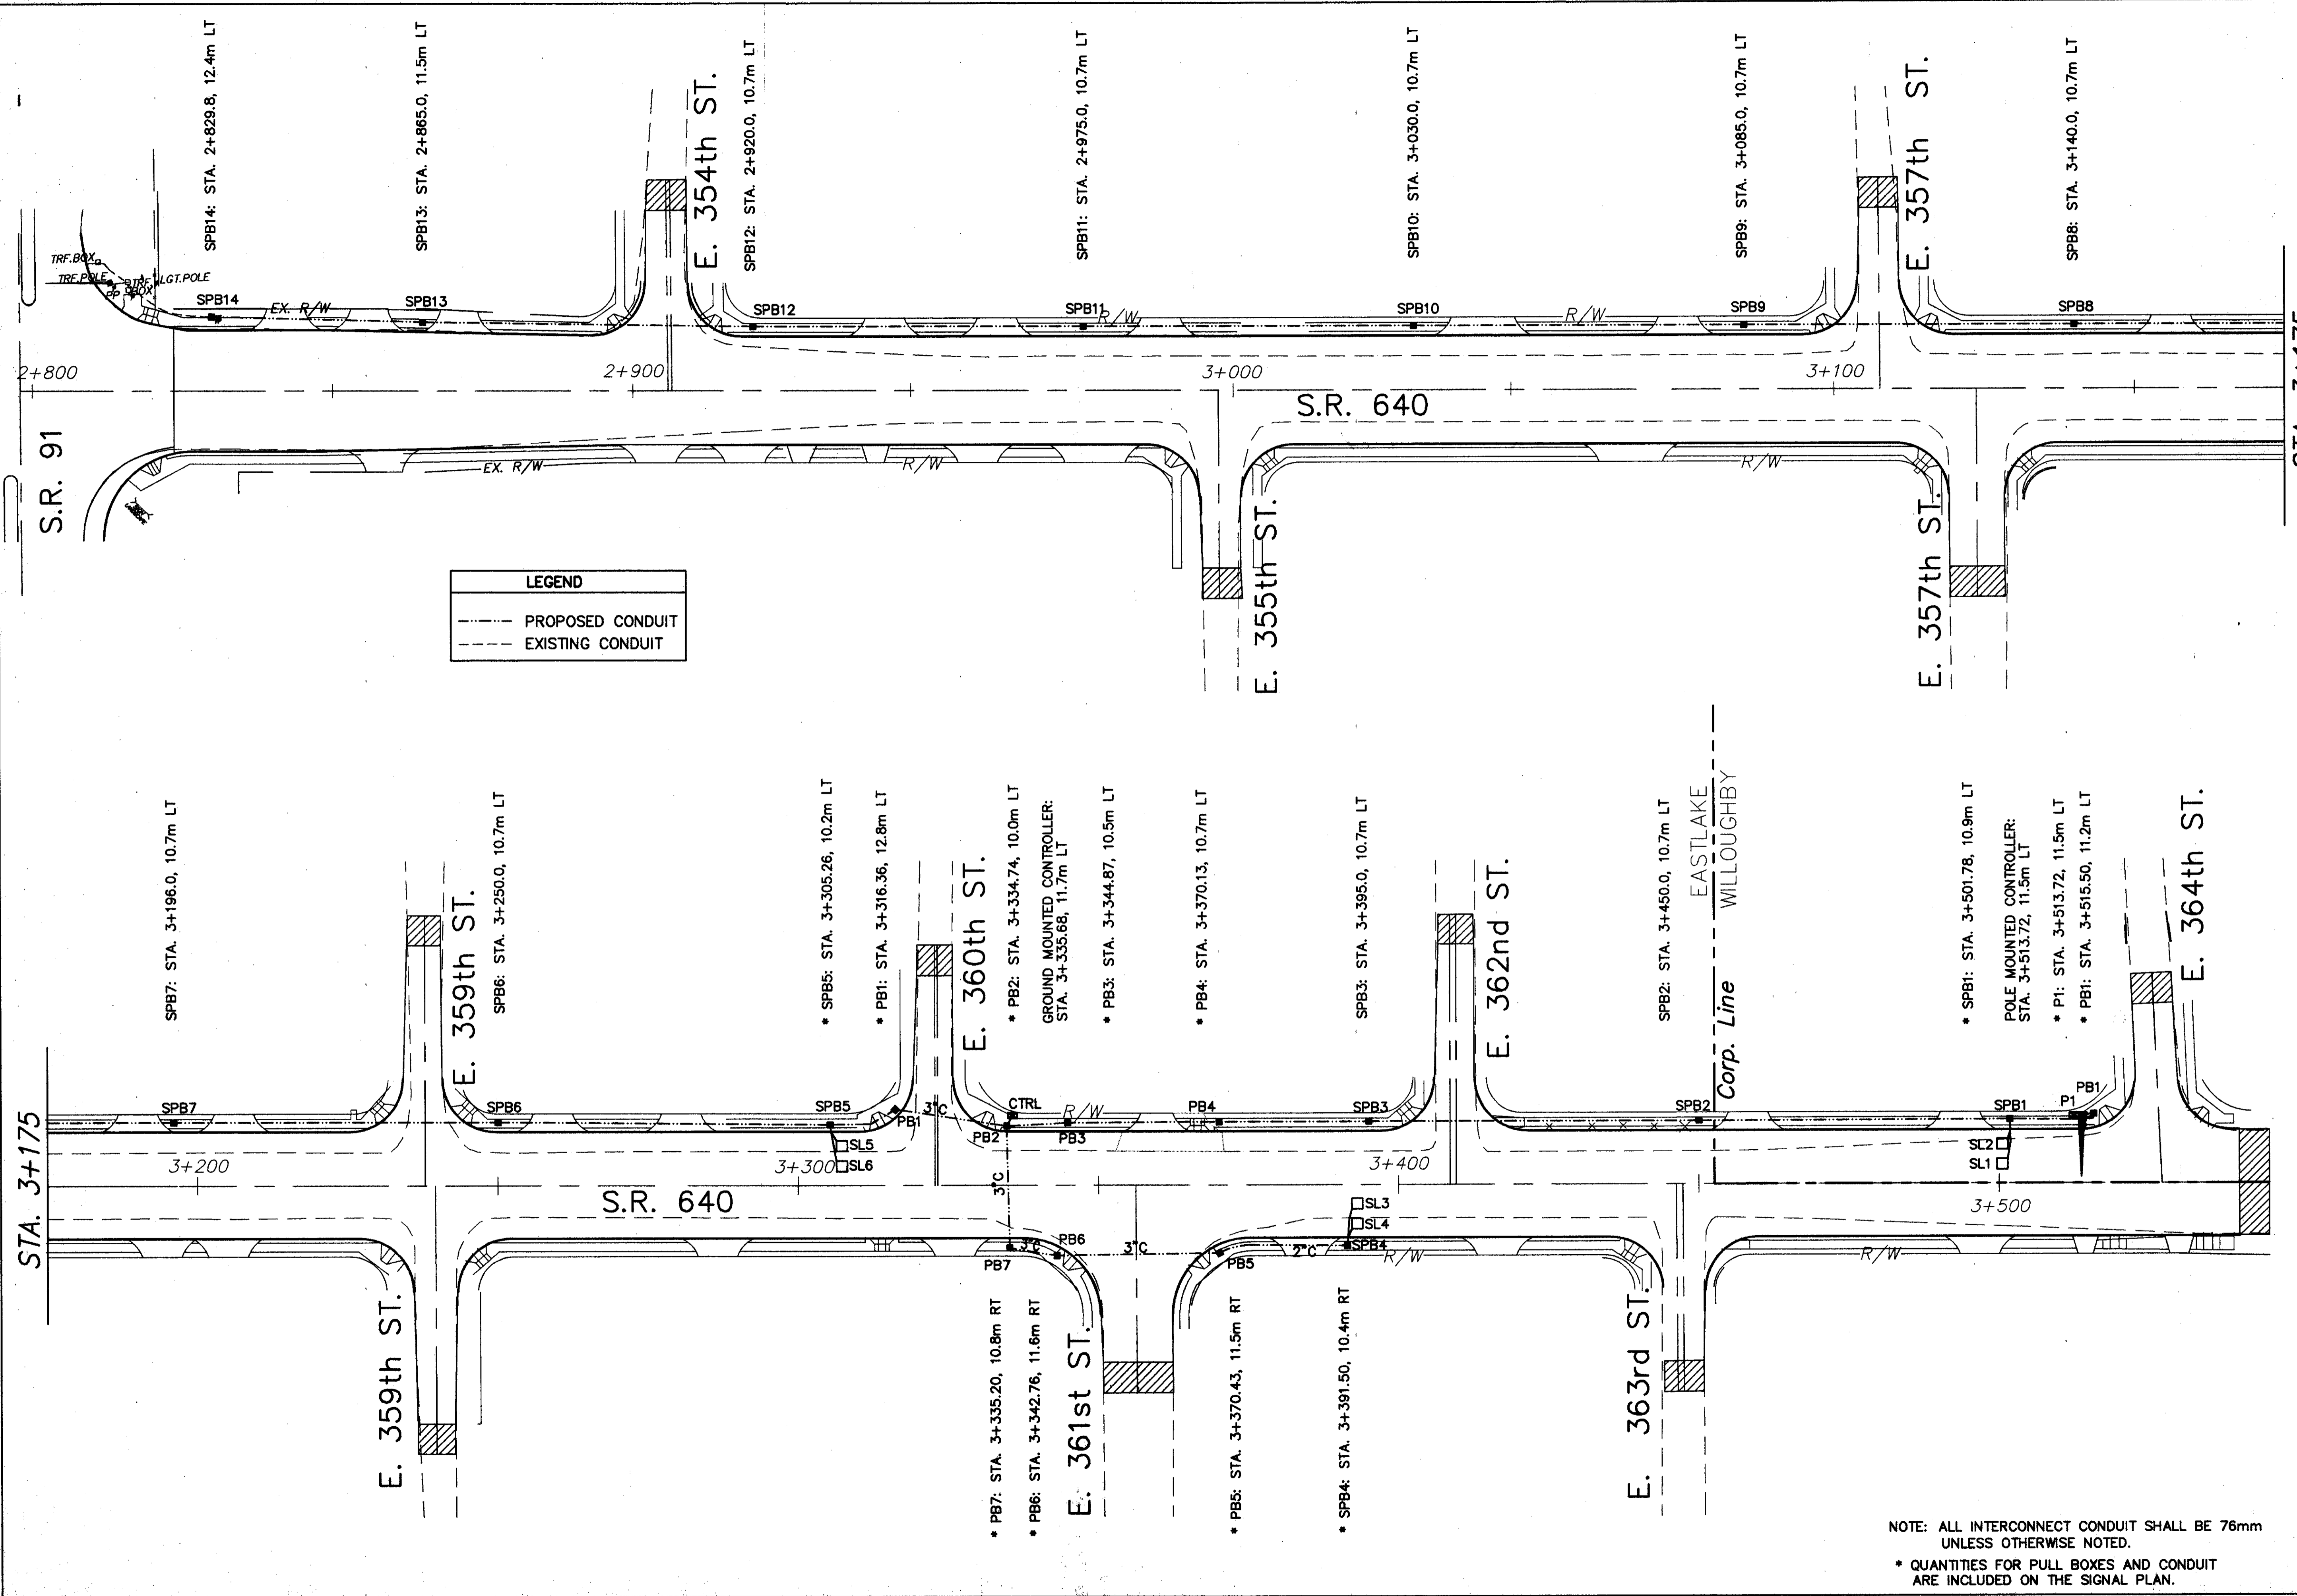 SPB14: STA. 2+829.8, 12.4m LT
SPB13: STA. 2+865.0, 11.5m LT
E. 354th ST.
SPB12: STA. 2+920.0, 10.7m LT
SPB11: STA. 2+975.0, 10.7m LT
SPB10: STA. 3+030.0, 10.7m LT
SPB9: STA. 3+085.0, 10.7m LT
E. 357th ST.
SPB8: STA. 3+140.0, 10.7m LT
TRF.BOX
TRF.POLE
TRF.
LGT.POLE
PP
BOX
SPB14
EX. R/W
SPB13
SPB12
SPB11
R/W
SPB10
R/W
SPB9
SPB8
2+800
2+900
3+000
3+100
S.R. 640
S.R. 91
EX. R/W
R/W
R/W
E. 355th ST.
E. 357th ST.
LEGEND
PROPOSED CONDUIT
EXISTING CONDUIT
SPB7: STA. 3+196.0, 10.7m LT
E. 359th ST.
SPB6: STA. 3+250.0, 10.7m LT
* SPB5: STA. 3+305.26, 10.2m LT
* PB1: STA. 3+316.36, 12.8m LT
E. 360th ST.
* PB2: STA. 3+334.74, 10.0m LT
GROUND MOUNTED CONTROLLER:
STA. 3+335.68, 11.7m LT
* PB3: STA. 3+344.87, 10.5m LT
* PB4: STA. 3+370.13, 10.7m LT
SPB3: STA. 3+395.0, 10.7m LT
E. 362nd ST.
SPB2: STA. 3+450.0, 10.7m LT
EASTLAKE
WILLOUGHBY
Corp. Line
* SPB1: STA. 3+501.78, 10.9m LT
POLE MOUNTED CONTROLLER:
STA. 3+513.72, 11.5m LT
* P1: STA. 3+513.72, 11.5m LT
* PB1: STA. 3+515.50, 11.2m LT
E. 364th ST.
STA. 3+175
SPB7
SPB6
SPB5
PB1
3"C
CTRL
R/W
PB2
PB3
PB4
SPB3
SPB2
SPB1
P1
PB1
SL5
SL6
SL2
SL1
3+200
3+300
3+400
3+500
S.R. 640
3"C
SL3
SL4
3"C
PB6
3"C
PB7
PB5
2"C
SPB4
R/W
R/W
E. 359th ST.
* PB7: STA. 3+335.20, 10.8m RT
* PB6: STA. 3+342.76, 11.6m RT
E. 361st ST.
* PB5: STA. 3+370.43, 11.5m RT
* SPB4: STA. 3+391.50, 10.4m RT
E. 363rd ST.
NOTE: ALL INTERCONNECT CONDUIT SHALL BE 76mm
UNLESS OTHERWISE NOTED.
* QUANTITIES FOR PULL BOXES AND CONDUIT
ARE INCLUDED ON THE SIGNAL PLAN.